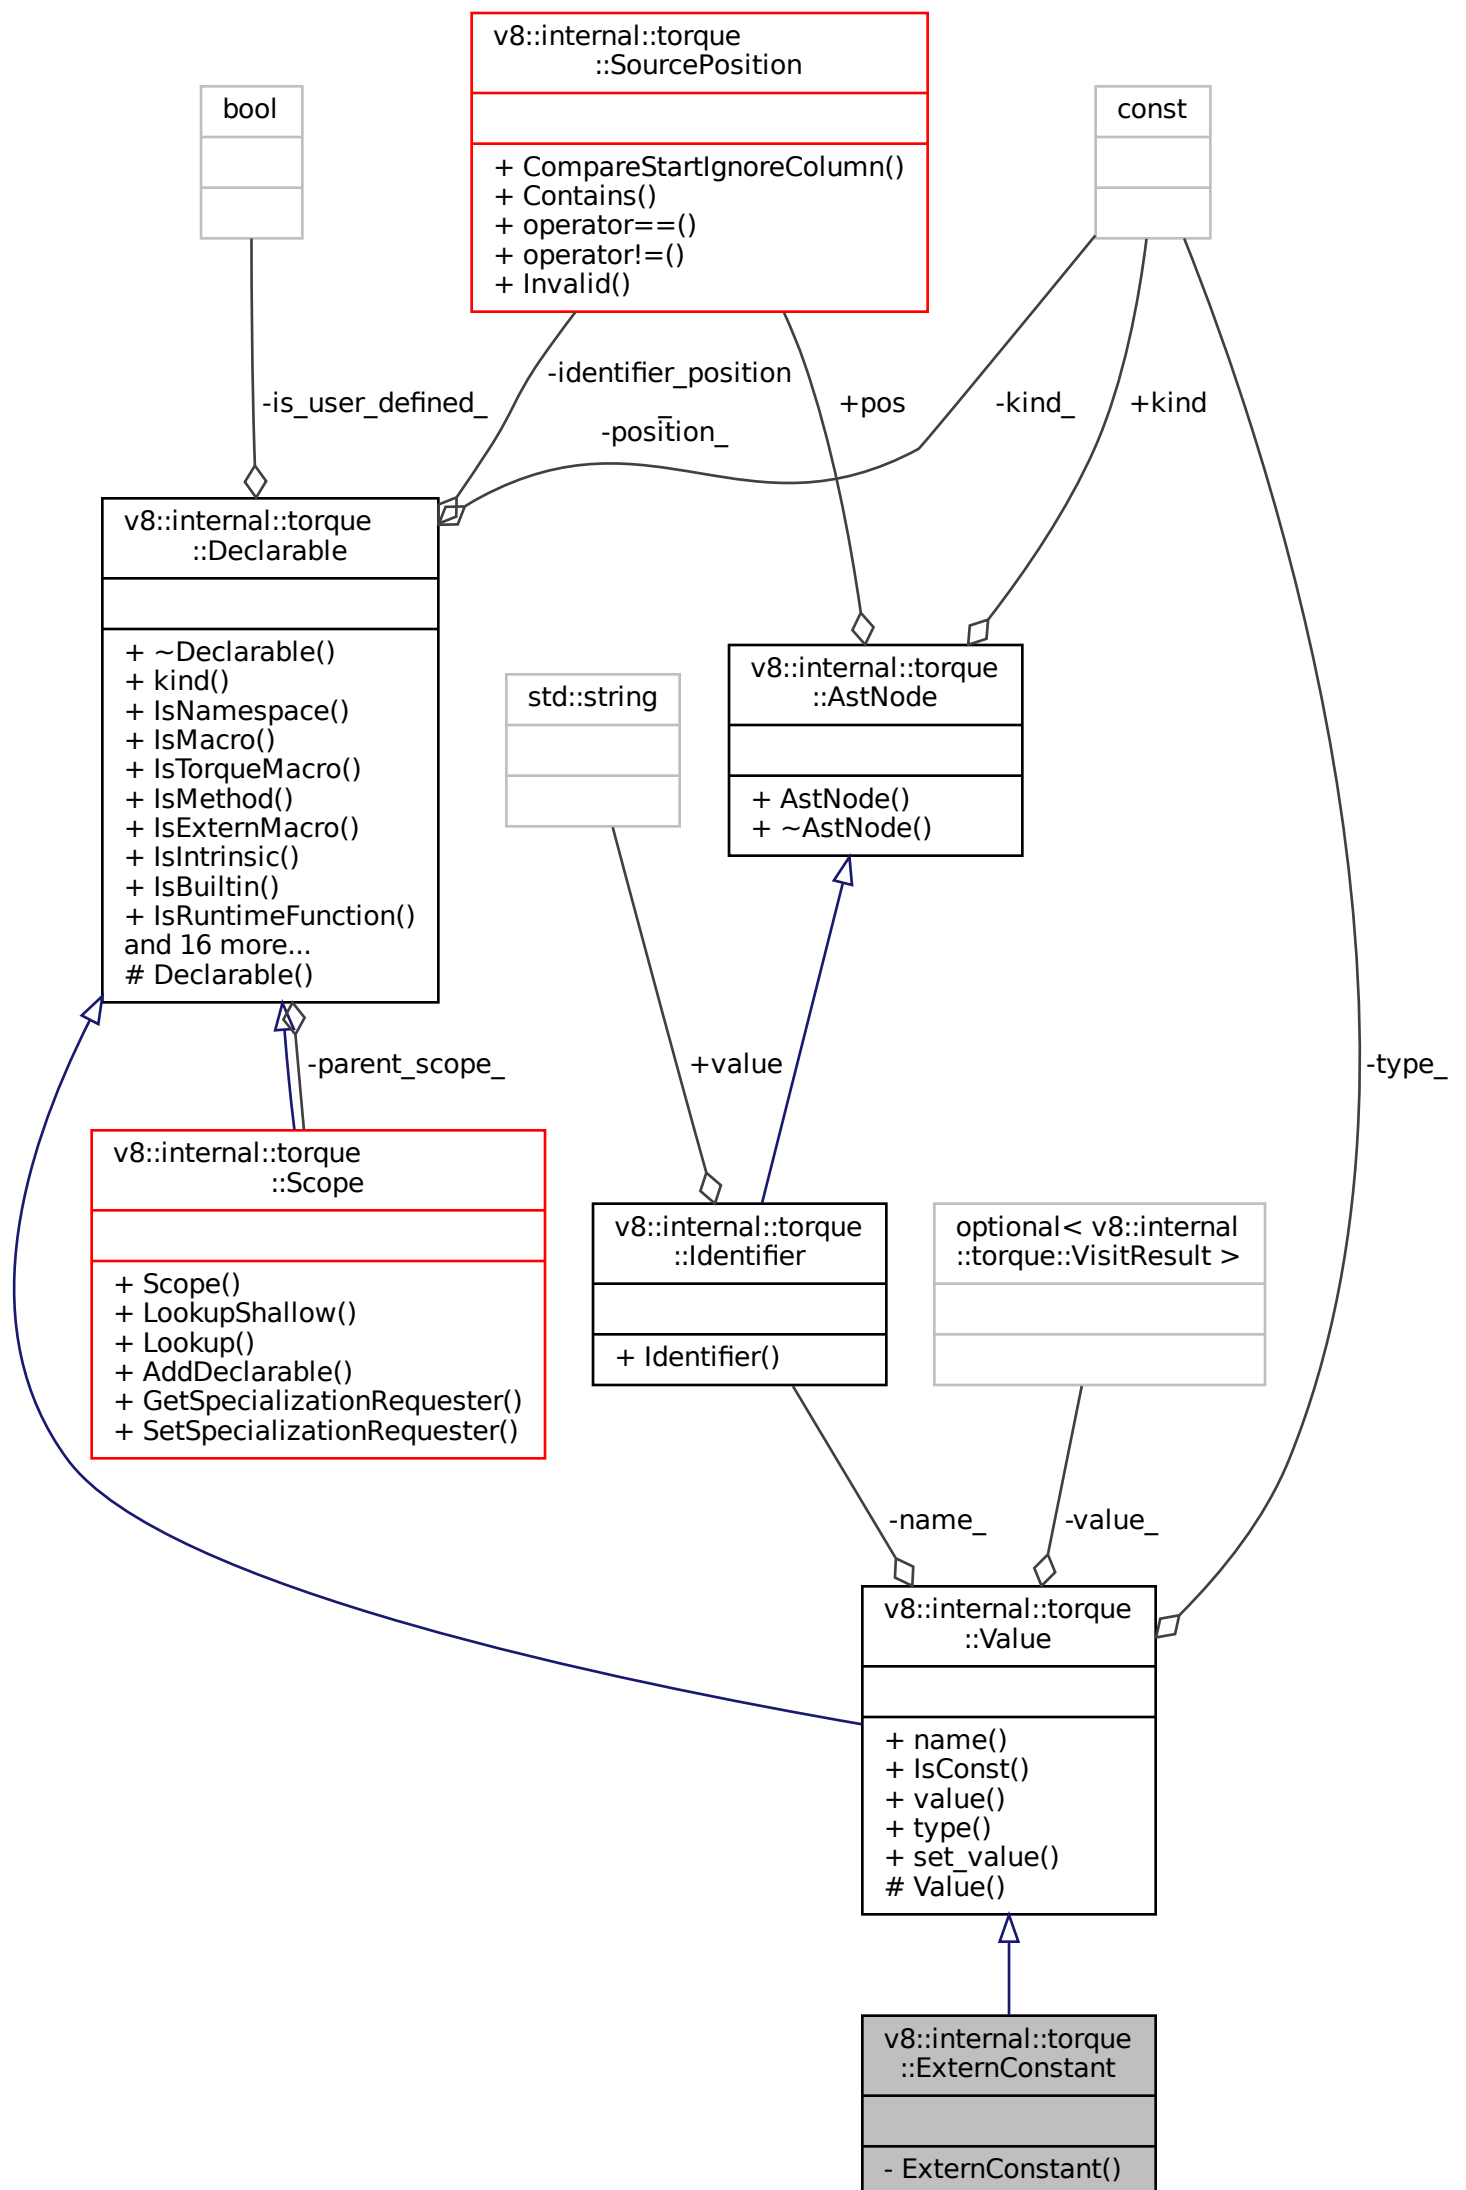 v8::internal::torque
::SourcePosition
+ CompareStartIgnoreColumn()
+ Contains()
+ operator==()
+ operator!=()
+ Invalid()
bool
const
-is_user_defined_
-identifier_position
_
-position_
+pos
-kind_
+kind
v8::internal::torque
::Declarable
+ ~Declarable()
+ kind()
+ IsNamespace()
+ IsMacro()
+ IsTorqueMacro()
+ IsMethod()
+ IsExternMacro()
+ IsIntrinsic()
+ IsBuiltin()
+ IsRuntimeFunction()
and 16 more...
# Declarable()
std::string
v8::internal::torque
::AstNode
+ AstNode()
+ ~AstNode()
-parent_scope_
+value
-type_
v8::internal::torque
::Scope
+ Scope()
+ LookupShallow()
+ Lookup()
+ AddDeclarable()
+ GetSpecializationRequester()
+ SetSpecializationRequester()
v8::internal::torque
::Identifier
+ Identifier()
optional< v8::internal
::torque::VisitResult >
-name_
-value_
v8::internal::torque
::Value
+ name()
+ IsConst()
+ value()
+ type()
+ set_value()
# Value()
v8::internal::torque
::ExternConstant
- ExternConstant()